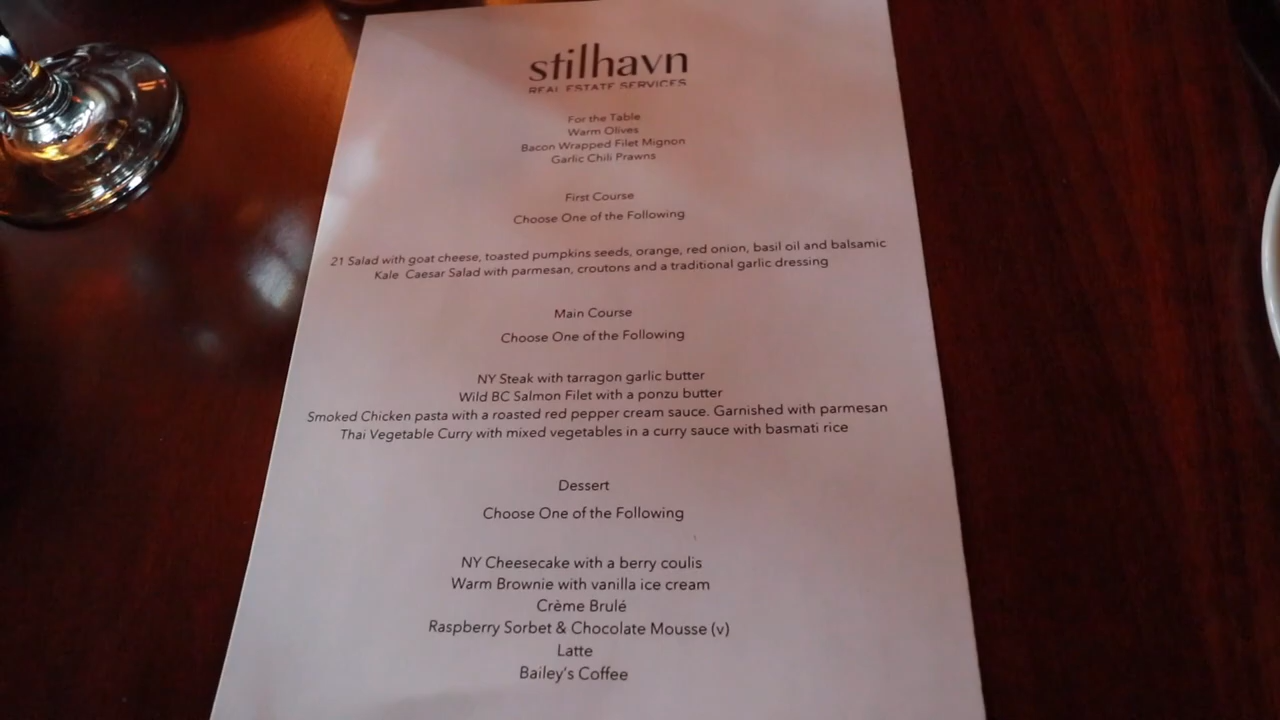 stilhavn
REAL ESTATE SERVICES
For the Table
Warm Olives
Bacon Wrapped Filet Mignon
Garlic Chili Prawns
First Course
Choose One of the Following
21 Salad with goat cheese, toasted pumpkins seeds, orange, red onion, basil oil and balsamic
Kale Caesar Salad with parmesan, croutons and a traditional garlic dressing
Main Course
Choose One of the Following
NY Steak with tarragon garlic butter
Wild BC Salmon Filet with a ponzu butter
Smoked Chicken pasta with a roasted red pepper cream sauce. Garnished with parmesan
Thai Vegetable Curry with mixed vegetables in a curry sauce with basmati rice
Dessert
Choose One of the Following
NY Cheesecake with a berry coulis
Warm Brownie with vanilla ice cream
Crème Brulé
Raspberry Sorbet & Chocolate Mousse (v)
Latte
Bailey's Coffee